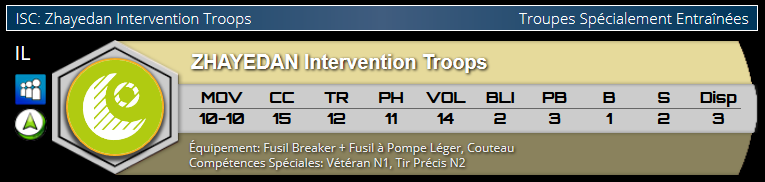 ISC: Zhayedan Intervention Troops Troupes Spécialement Entraînées
IL
ZHAYEDAN Intervention Troops
MOV CC TR PH VOL BLI PB B S Disp
10-10 15 12 11 14 2 3 1 2 3
Équipement: Fusil Breaker + Fusil à Pompe Léger, Couteau
Compétences Spéciales: Vétéran N1, Tir Précis N2